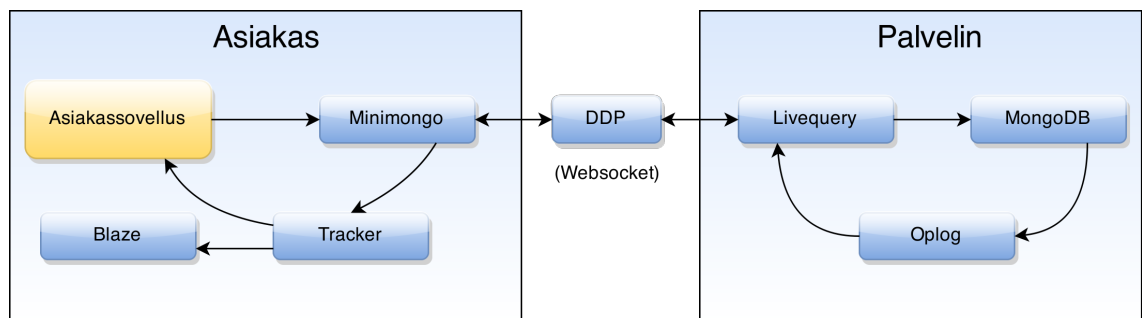 Asiakas
Palvelin
Asiakassovellus
Minimongo
DDP
Livequery
MongoDB
(Websocket)
Blaze
Tracker
Oplog